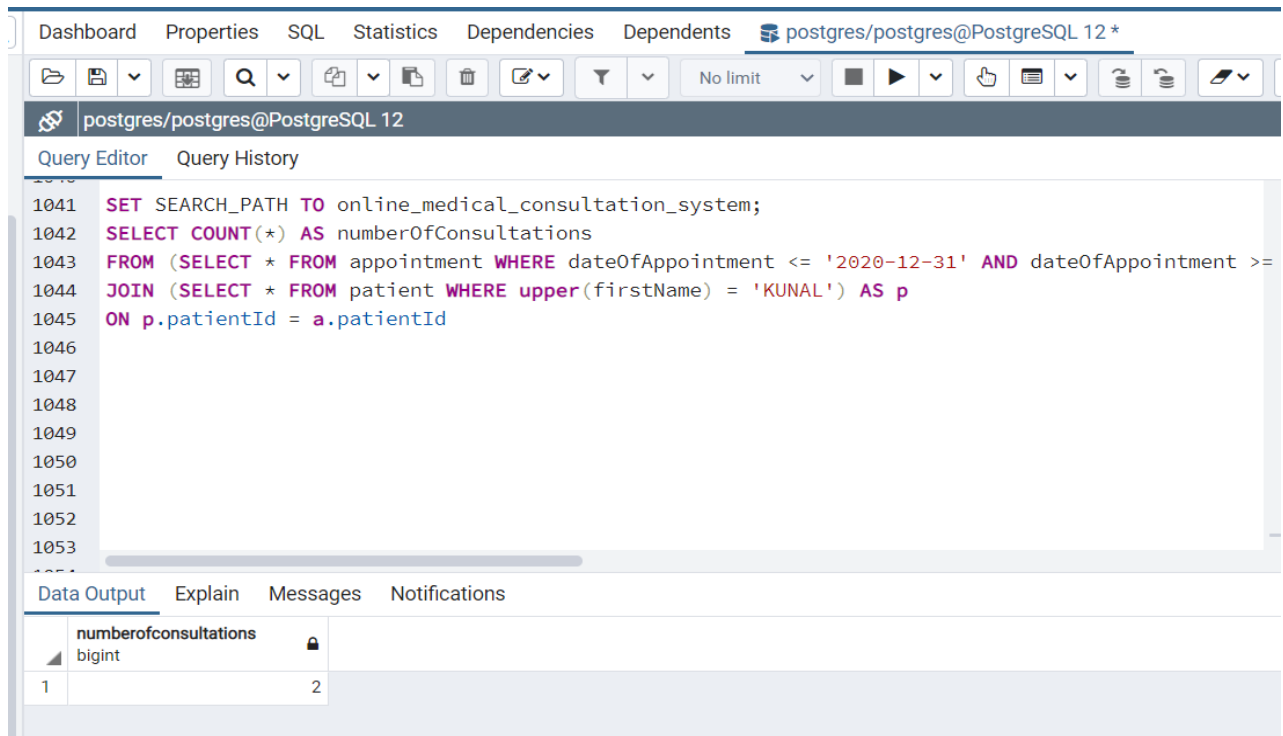 Dashboard Properties SQL Statistics Dependencies Dependents postgres/postgres@PostgreSQL 12 *
No limit
postgres/postgres@PostgreSQL 12
Query Editor Query History
1041 SET SEARCH_PATH TO online_medical_consultation_system;
1042 SELECT COUNT(*) AS numberOfConsultations
1043 FROM (SELECT * FROM appointment WHERE dateOfAppointment <= '2020-12-31' AND dateOfAppointment >=
1044 JOIN (SELECT * FROM patient WHERE upper(firstName) = 'KUNAL') AS p
1045 ON p.patientId = a.patientId
1046
1047
1048
1049
1050
1051
1052
1053
Data Output Explain Messages Notifications
numberofconsultations
bigint
1 2